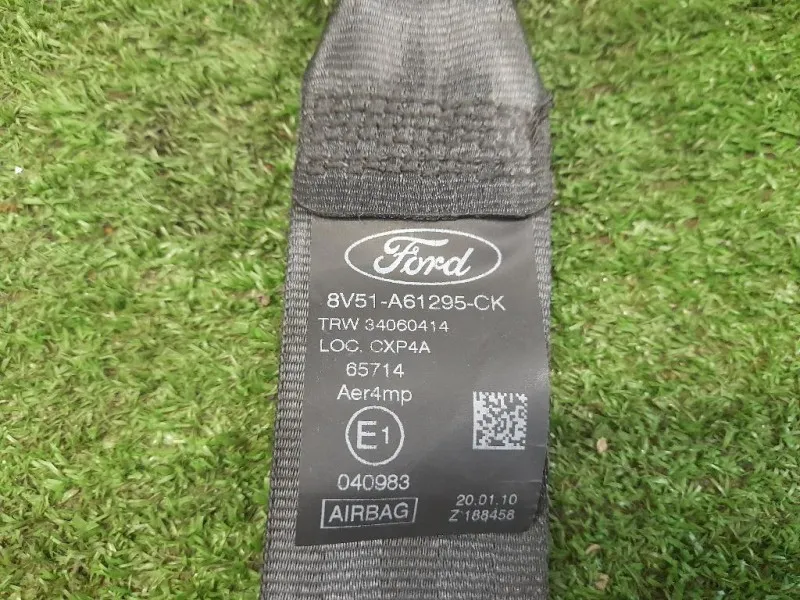 Ford
8V51-A61295-CK
TRW 34060414
LOC. CXP4A
65714
Aer4mp
E1
040983
AIRBAG
20.01.10
Z 188458